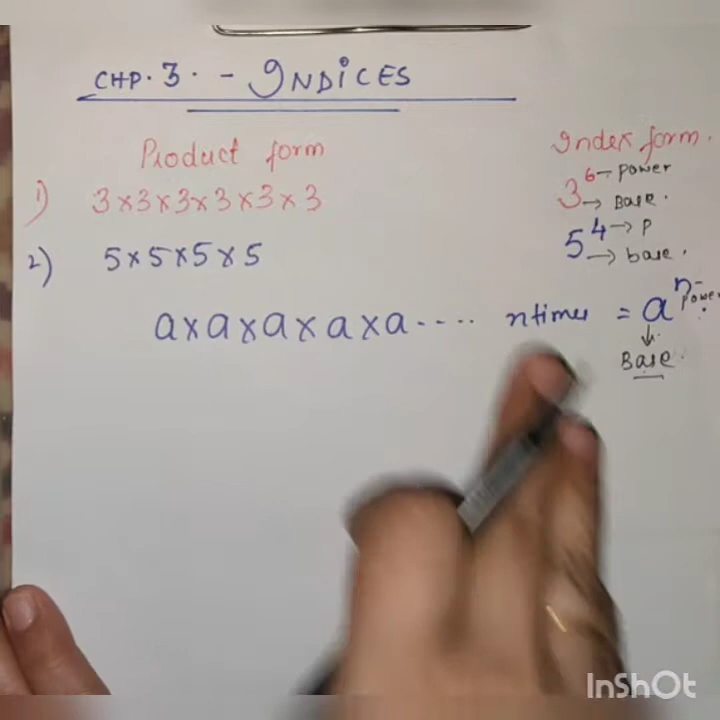 CHP. 3. - INDICES
Product form Index form.
1) 3×3×3×3×3×3 3 6 → power
→ Base.
2) 5×5×5×5 5 4 → p
→ base.
a×a×a×a×a.... n times = a n - power.
↓
Base.
InShOt